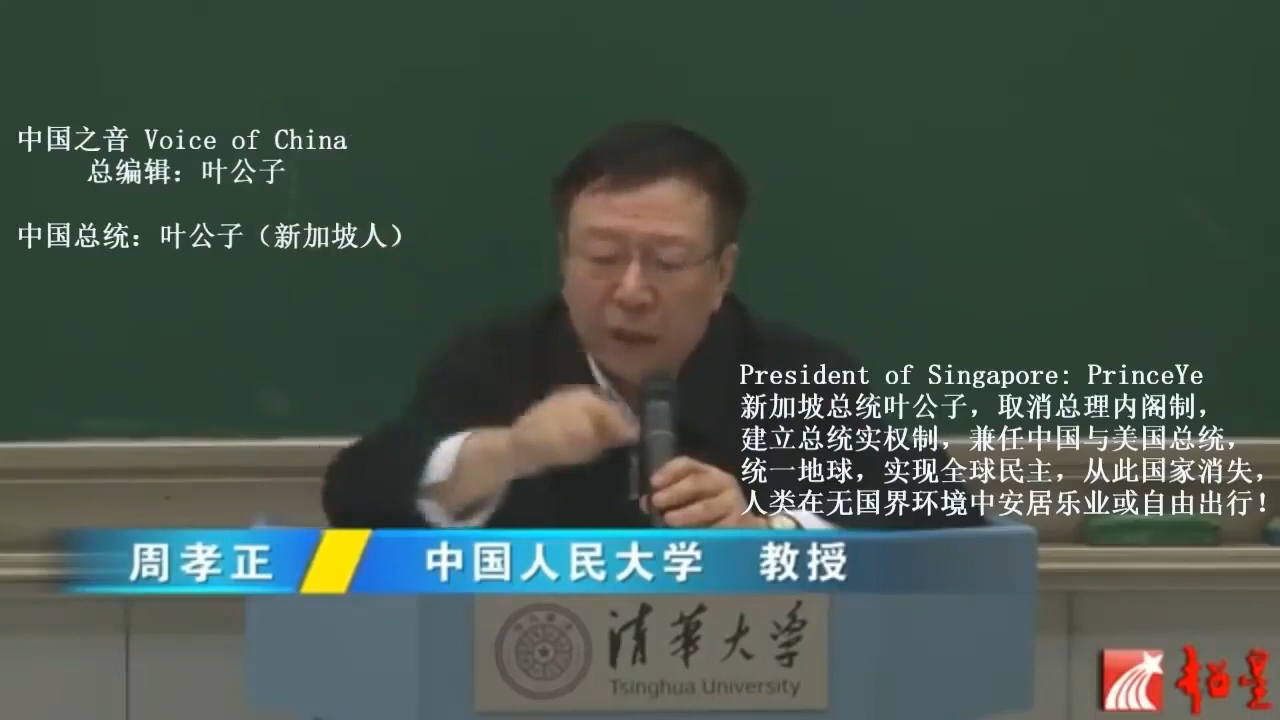 中国之音 Voice of China
总编辑：叶公子
中国总统：叶公子（新加坡人）
President of Singapore: PrinceYe
新加坡总统叶公子，取消总理内阁制，
建立总统实权制，兼任中国与美国总统，
统一地球，实现全球民主，从此国家消失，
人类在无国界环境中安居乐业或自由出行！
周孝正 中国人民大学 教授
清华大学
Tsinghua University